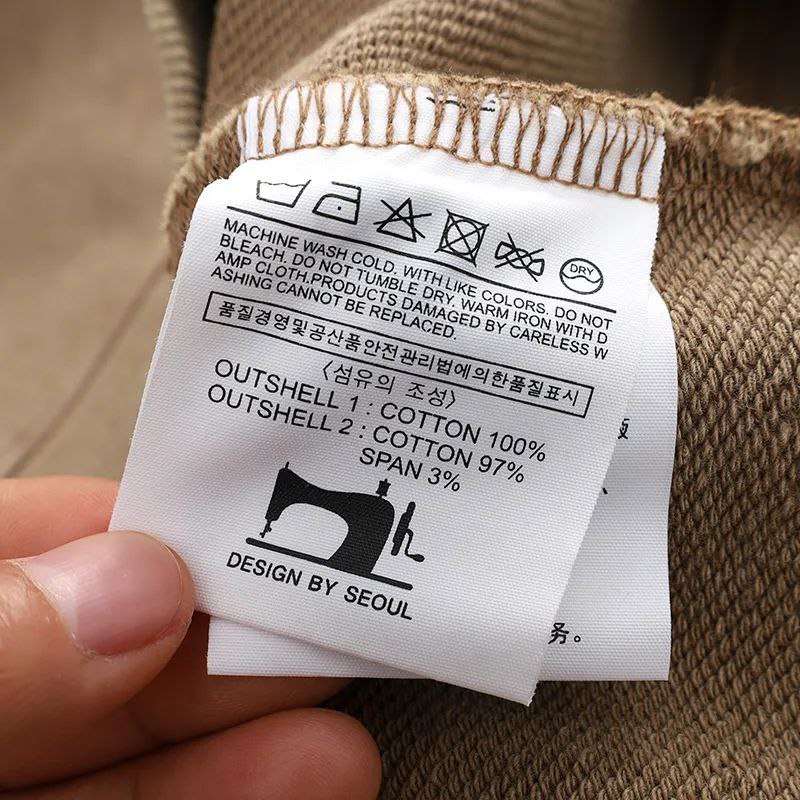 DRY
MACHINE WASH COLD. WITH LIKE COLORS. DO NOT
BLEACH. DO NOT TUMBLE DRY. WARM IRON WITH D
AMP CLOTH.PRODUCTS DAMAGED BY CARELESS W
ASHING CANNOT BE REPLACED.
품질경영및공산품안전관리법에의한품질표시
〈섬유의 조성〉
OUTSHELL 1 : COTTON 100%
OUTSHELL 2 : COTTON 97%
SPAN 3%
DESIGN BY SEOUL
务。